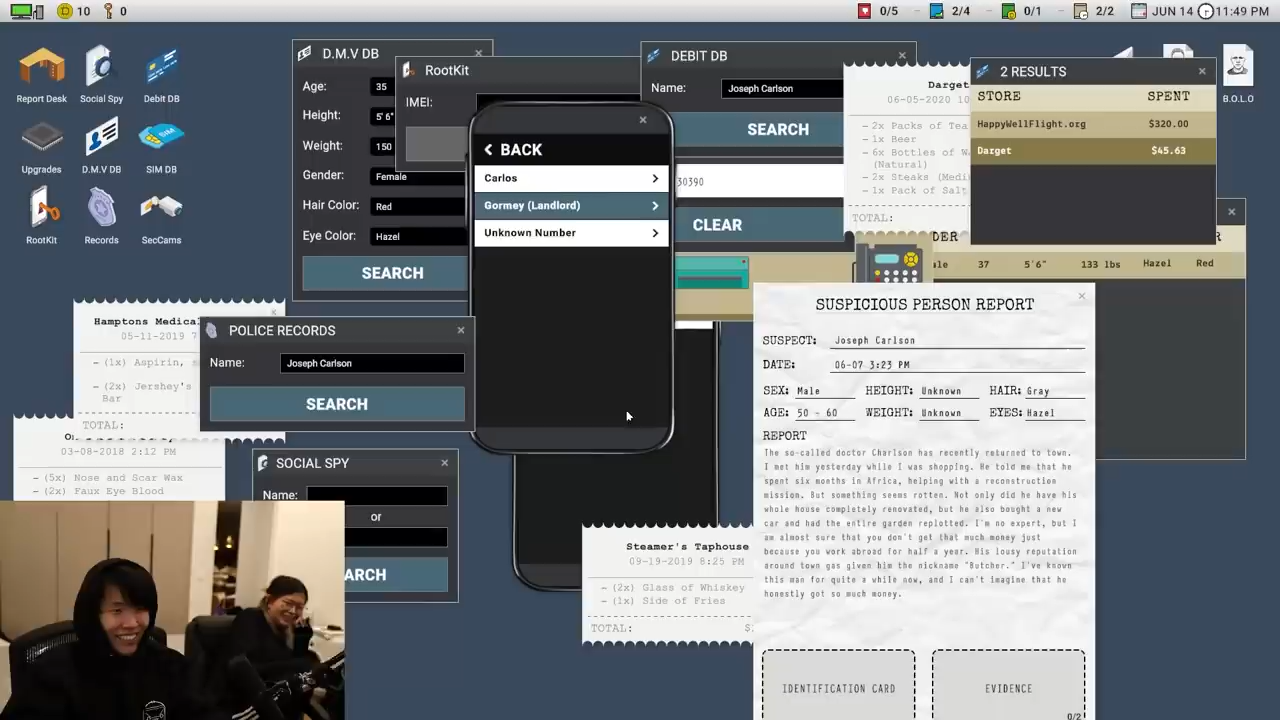 10
0
0/5
2/4
0/1
2/2
JUN 14
11:49 PM
Report Desk
Social Spy
Debit DB
Upgrades
D.M.V DB
SIM DB
RootKit
Records
SecCams
B.O.L.O
D.M.V DB
Age:
35
Height:
5' 6"
Weight:
150
Gender:
Female
Hair Color:
Red
Eye Color:
Hazel
SEARCH
RootKit
IMEI:
BACK
Carlos
Gormey (Landlord)
Unknown Number
DEBIT DB
Name:
Joseph Carlson
SEARCH
30390
CLEAR
Darget
06-05-2020 10
– 2x Packs of Tea
– 1x Beer
– 6x Bottles of
(Natural)
– 2x Steaks (Medi
– 1x Pack of Salt
TOTAL:
2 RESULTS
STORE SPENT
HappyWellFlight.org $320.00
Darget $45.63
DER
R
ale 37 5'6" 133 lbs Hazel Red
Hamptons Medical
05-11-2019 7
– (1x) Aspirin,
– (2x) Jershey's
Bar
TOTAL:
POLICE RECORDS
Name:
Joseph Carlson
SEARCH
03-08-2018 2:12 PM
– (5x) Nose and Scar Wax
– (2x) Faux Eye Blood
SOCIAL SPY
Name:
or
ARCH
Steamer's Taphouse
09-19-2019 8:25 PM
– (2x) Glass of Whiskey
– (1x) Side of Fries
TOTAL:
SUSPICIOUS PERSON REPORT
SUSPECT: Joseph Carlson
DATE: 06-07 3:23 PM
SEX: Male HEIGHT: Unknown HAIR: Gray
AGE: 50 - 60 WEIGHT: Unknown EYES: Hazel
REPORT
The so-called doctor Charlson has recently returned to town.
I met him yesterday while I was shopping. He told me that he
spent six months in Africa, helping with a reconstruction
mission. But something seems rotten. Not only did he have his
whole house completely renovated, but he also bought a new
car and had the entire garden replotted. I'm no expert, but I
am almost sure that you don't get that much money just
because you work abroad for half a year. His lousy reputation
around town gas given him the nickname "Butcher." I've known
this man for quite a while now, and I can't imagine that he
honestly got so much money.
IDENTIFICATION CARD
EVIDENCE
0/2